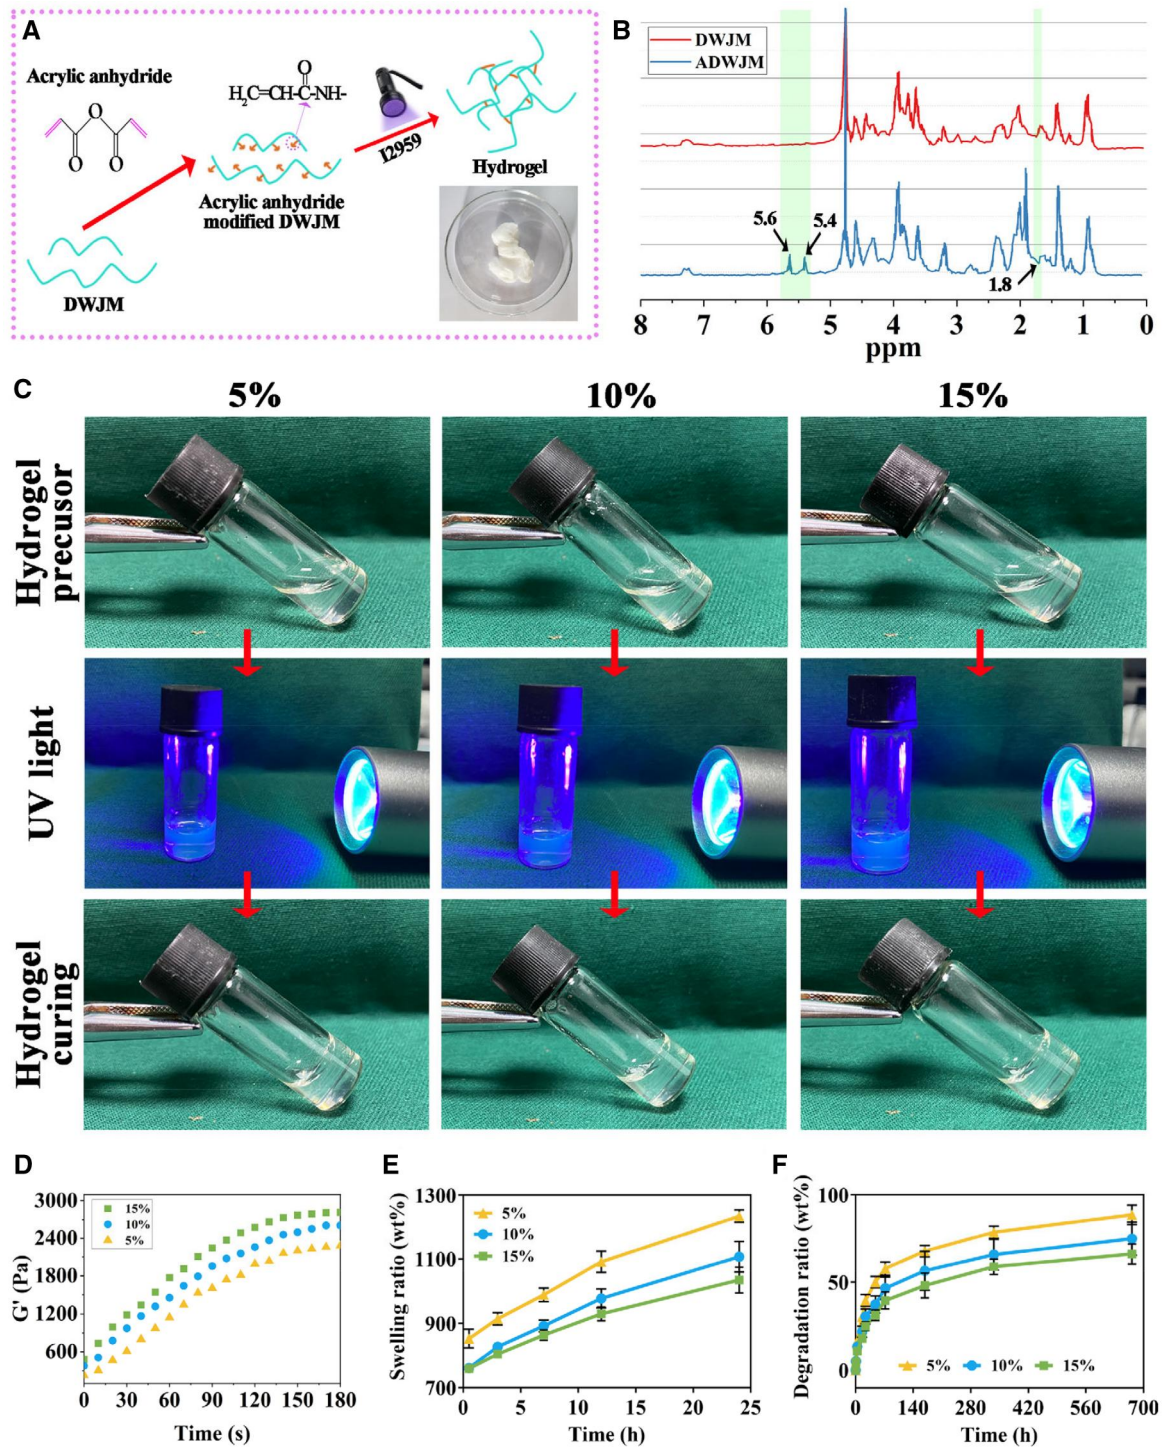 A
Acrylic anhydride
O
O
O
H2C=CH-C-NH-
O
I2959
Hydrogel
Acrylic anhydride
modified DWJM
DWJM
B
DWJM
ADWJM
5.6
5.4
1.8
8 7 6 5 4 3 2 1 0
ppm
C
5% 10% 15%
Hydrogel
precusor
UV light
Hydrogel
curing
D
3000
2400
1800
1200
600
15%
10%
5%
0 30 60 90 120 150 180
Time (s)
G' (Pa)
E
1300
1100
900
700
5%
10%
15%
0 5 10 15 20 25
Time (h)
Swelling ratio (wt%)
F
100
50
0
5% 10% 15%
0 140 280 420 560 700
Time (h)
Degradation ratio (wt%)